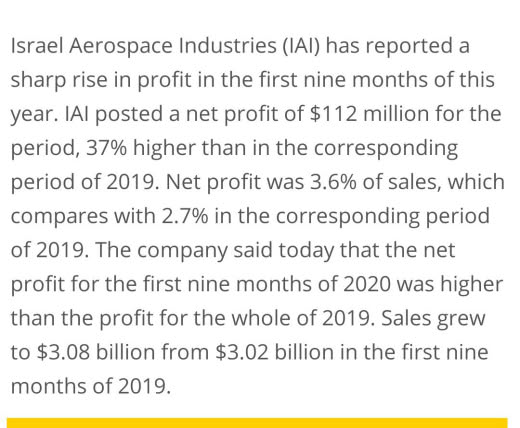 Israel Aerospace Industries (IAI) has reported a
sharp rise in profit in the first nine months of this
year. IAI posted a net profit of $112 million for the
period, 37% higher than in the corresponding
period of 2019. Net profit was 3.6% of sales, which
compares with 2.7% in the corresponding period
of 2019. The company said today that the net
profit for the first nine months of 2020 was higher
than the profit for the whole of 2019. Sales grew
to $3.08 billion from $3.02 billion in the first nine
months of 2019.